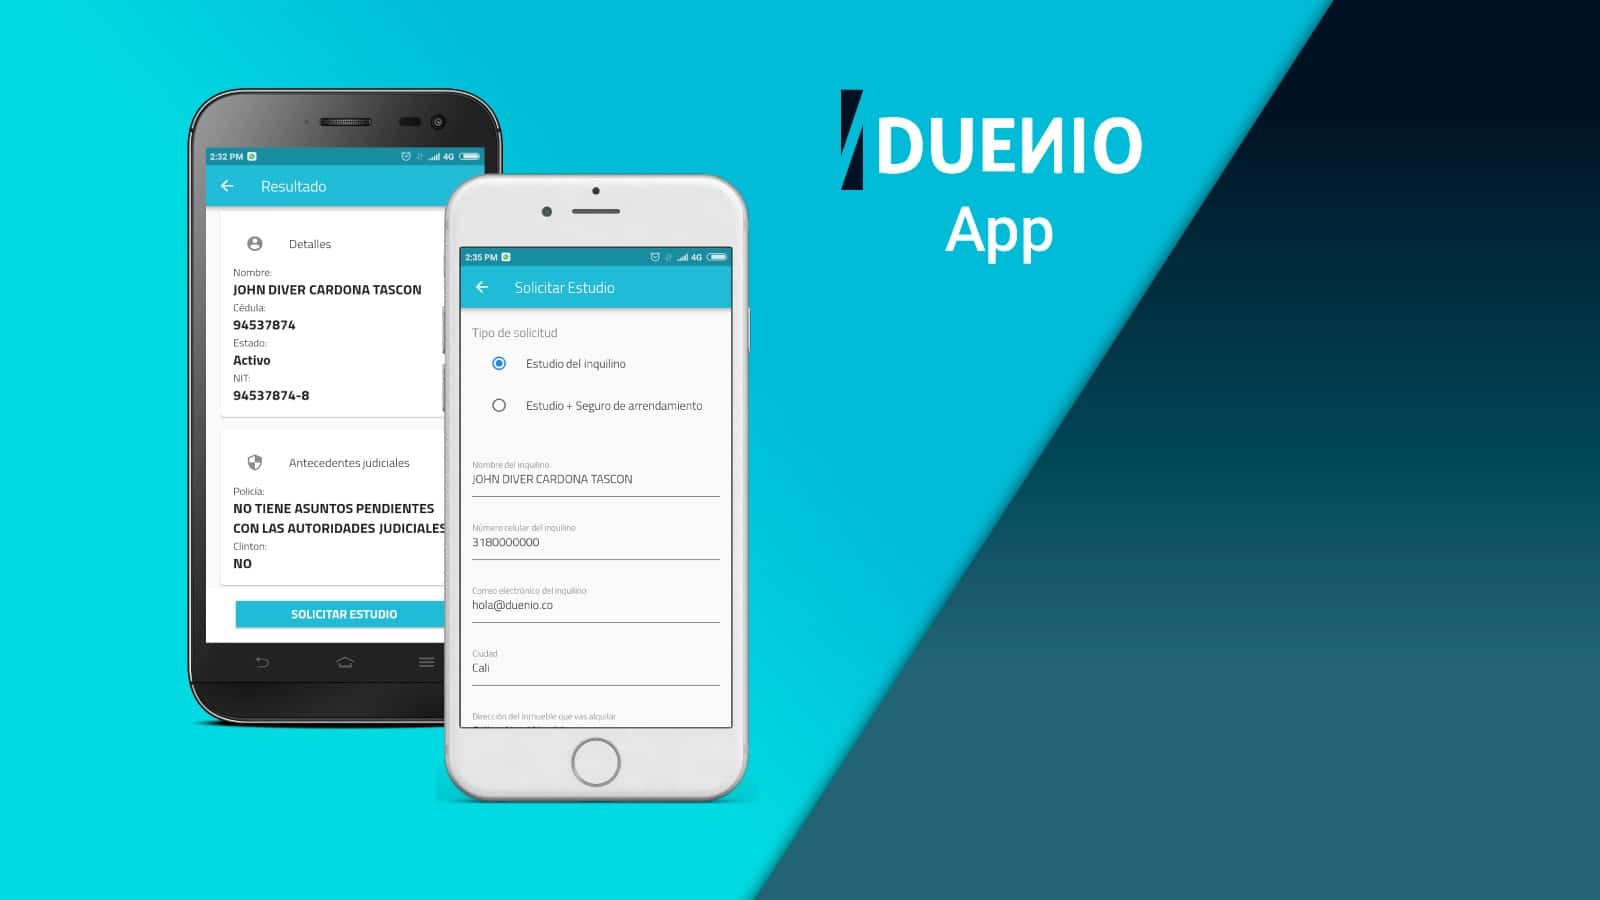 2:32 PM
4G
Resultado
Detalles
Nombre:
JOHN DIVER CARDONA TASCON
Cédula:
94537874
Estado:
Activo
NIT:
94537874-8
Antecedentes judiciales
Policía:
NO TIENE ASUNTOS PENDIENTES
CON LAS AUTORIDADES JUDICIALES
Clinton:
NO
SOLICITAR ESTUDIO
2:35 PM
4G
Solicitar Estudio
Tipo de solicitud
Estudio del inquilino
Estudio + Seguro de arrendamiento
Nombre del inquilino
JOHN DIVER CARDONA TASCON
Número celular del inquilino
3180000000
Correo electrónico del inquilino
hola@duenio.co
Ciudad
Cali
Dirección del inmueble que vas alquilar
DUENIO
App